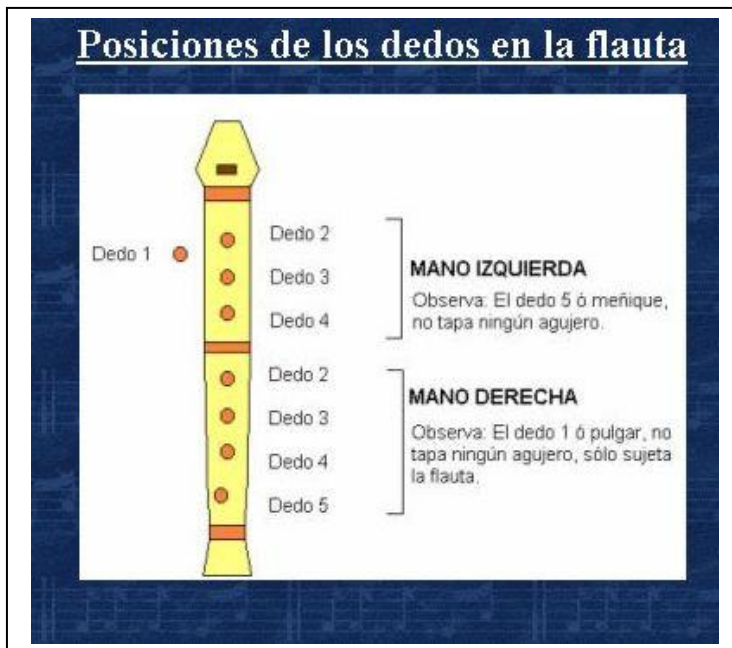 Posiciones de los dedos en la flauta
Dedo 1
Dedo 2
Dedo 3
Dedo 4
MANO IZQUIERDA
Observa: El dedo 5 ó meñique,
no tapa ningún agujero.
Dedo 2
Dedo 3
Dedo 4
Dedo 5
MANO DERECHA
Observa: El dedo 1 ó pulgar, no
tapa ningún agujero, sólo sujeta
la flauta.